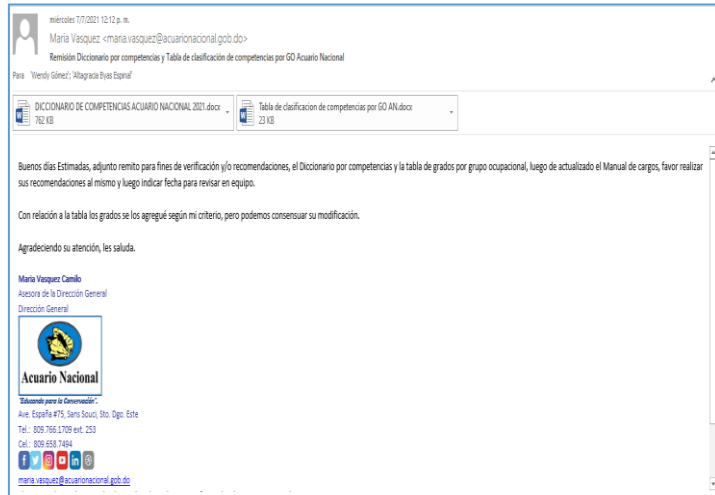 miércoles 7/7/2021 12:12 p. m.
Maria Vasquez <maria.vasquez@acuarionacional.gob.do>
Remisión Diccionario por competencias y Tabla de clasificación de competencias por GO Acuario Nacional
Para 'Wendy Gómez'; 'Altagracia Byas Espinal'
DICCIONARIO DE COMPETENCIAS ACUARIO NACIONAL 2021.docx
762 KB
Tabla de clasificacion de competencias por GO AN.docx
23 KB
Buenos días Estimadas, adjunto remito para fines de verificación y/o recomendaciones, el Diccionario por competencias y la tabla de grados por grupo ocupacional, luego de actualizado el Manual de cargos, favor realizar
sus recomendaciones al mismo y luego indicar fecha para revisar en equipo.
Con relación a la tabla los grados se los agregué según mi criterio, pero podemos consensuar su modificación.
Agradeciendo su atención, les saluda.
Maria Vasquez Camilo
Asesora de la Dirección General
Dirección General
Acuario Nacional
"Educando para la Conservación".
Ave. España #75, Sans Souci, Sto. Dgo. Este
Tel.: 809.766.1709 ext. 253
Cel.: 809.658.7494
maria.vasquez@acuarionacional.gob.do